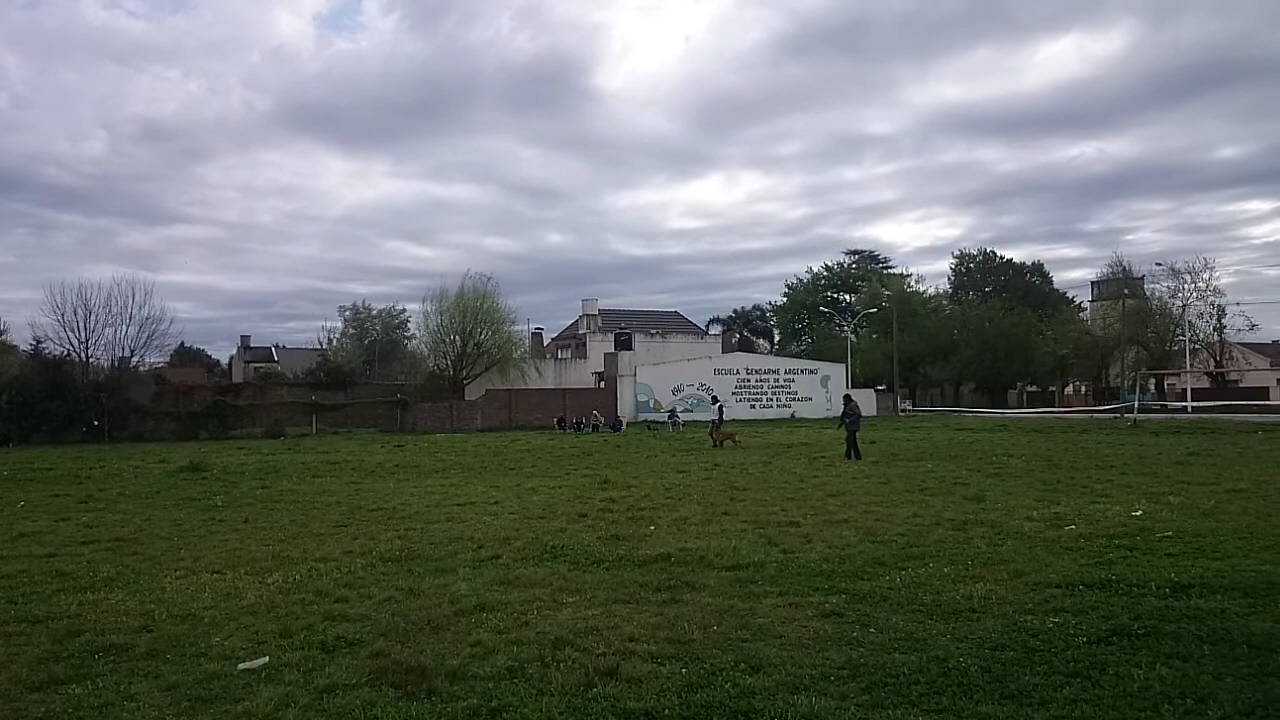 ESCUELA "GENDARME ARGENTINO"
1910 - 2010
CIEN AÑOS DE VIDA
ABRIENDO CAMINOS
MOSTRANDO DESTINOS
LATIENDO EN EL CORAZON
DE CADA NIÑO.